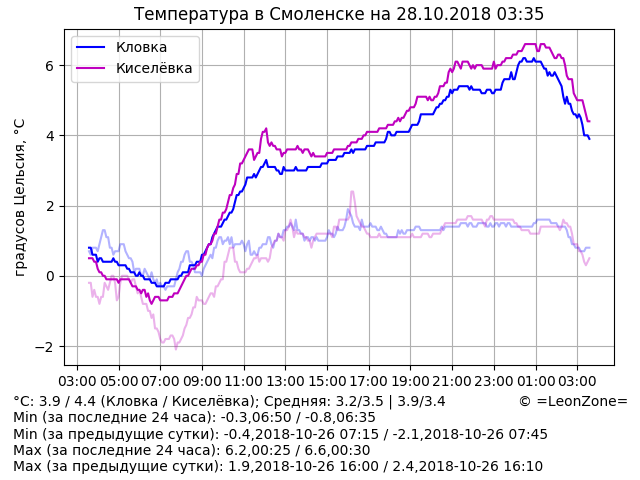 Температура в Смоленске на 28.10.2018 03:35
Кловка
Киселёвка
градусов Цельсия, °C
6
4
2
0
−2
03:00 05:00 07:00 09:00 11:00 13:00 15:00 17:00 19:00 21:00 23:00 01:00 03:00
°C: 3.9 / 4.4 (Кловка / Киселёвка); Средняя: 3.2/3.5 | 3.9/3.4 © =LeonZone=
Min (за последние 24 часа): -0.3,06:50 / -0.8,06:35
Min (за предыдущие сутки): -0.4,2018-10-26 07:15 / -2.1,2018-10-26 07:45
Max (за последние 24 часа): 6.2,00:25 / 6.6,00:30
Max (за предыдущие сутки): 1.9,2018-10-26 16:00 / 2.4,2018-10-26 16:10